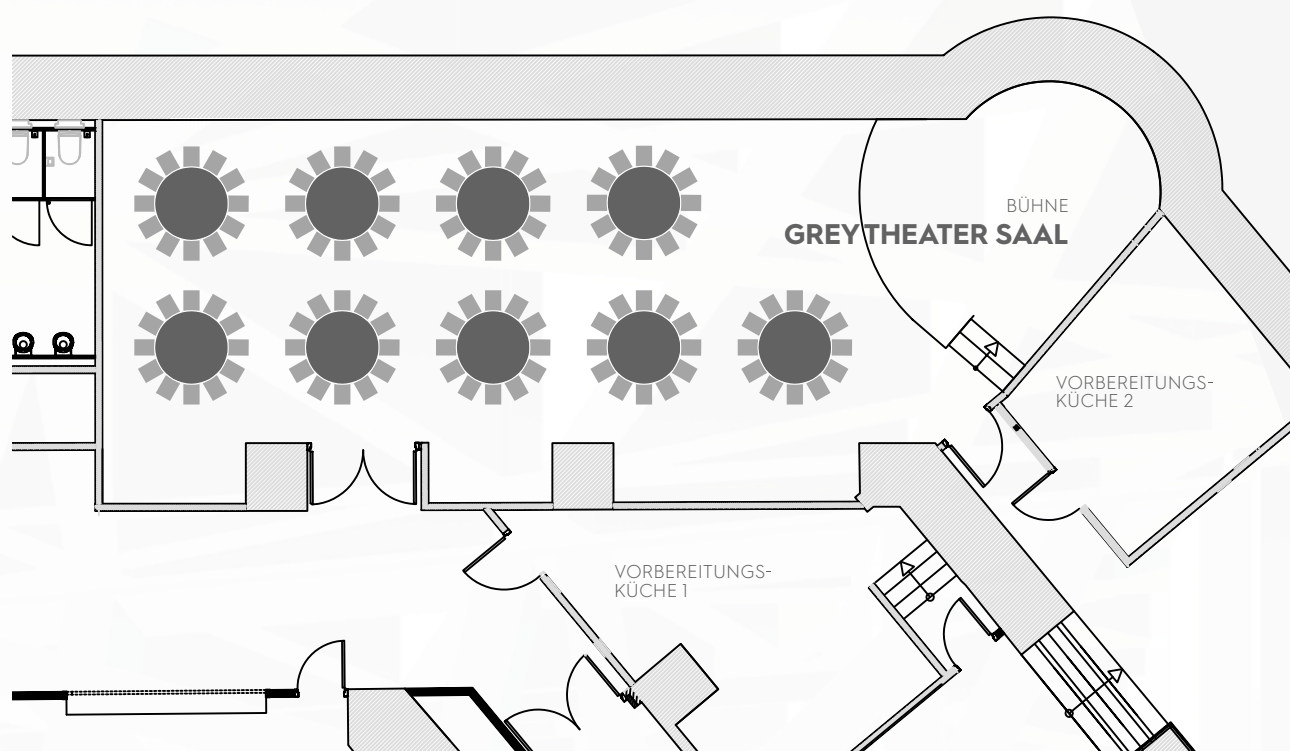 BÜHNE
GREY THEATER SAAL
VORBEREITUNGS-
KÜCHE 2
VORBEREITUNGS-
KÜCHE 1